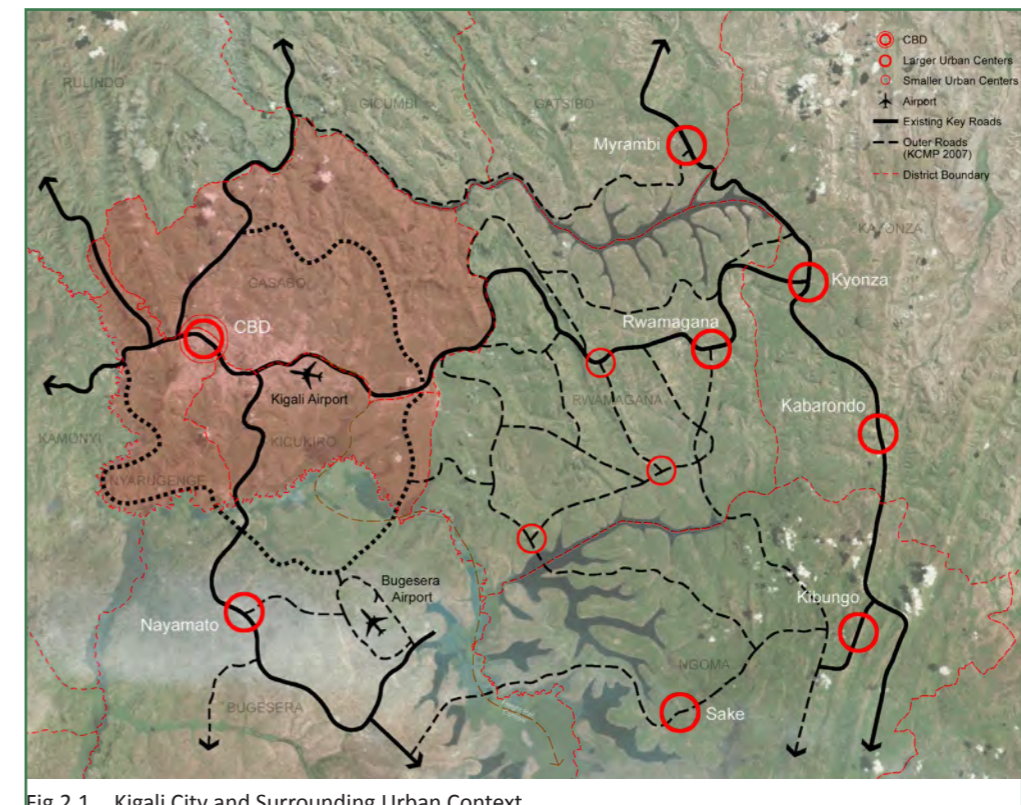 CBD
Larger Urban Centers
Smaller Urban Centers
Airport
Existing Key Roads
Outer Roads
(KCMP 2007)
District Boundary
RULINDO
GICUMBI
GATSIBO
Myrambi
KAYONZA
Kyonza
GASABO
CBD
Rwamagana
Kigali Airport
RWAMAGANA
Kabarondo
KAMONYI
KICUKIRO
NYARUGENGE
Bugesera
Airport
Nayamato
Kibungo
NGOMA
Sake
BUGESERA
Fig 2.1 Kigali City and Surrounding Urban Context